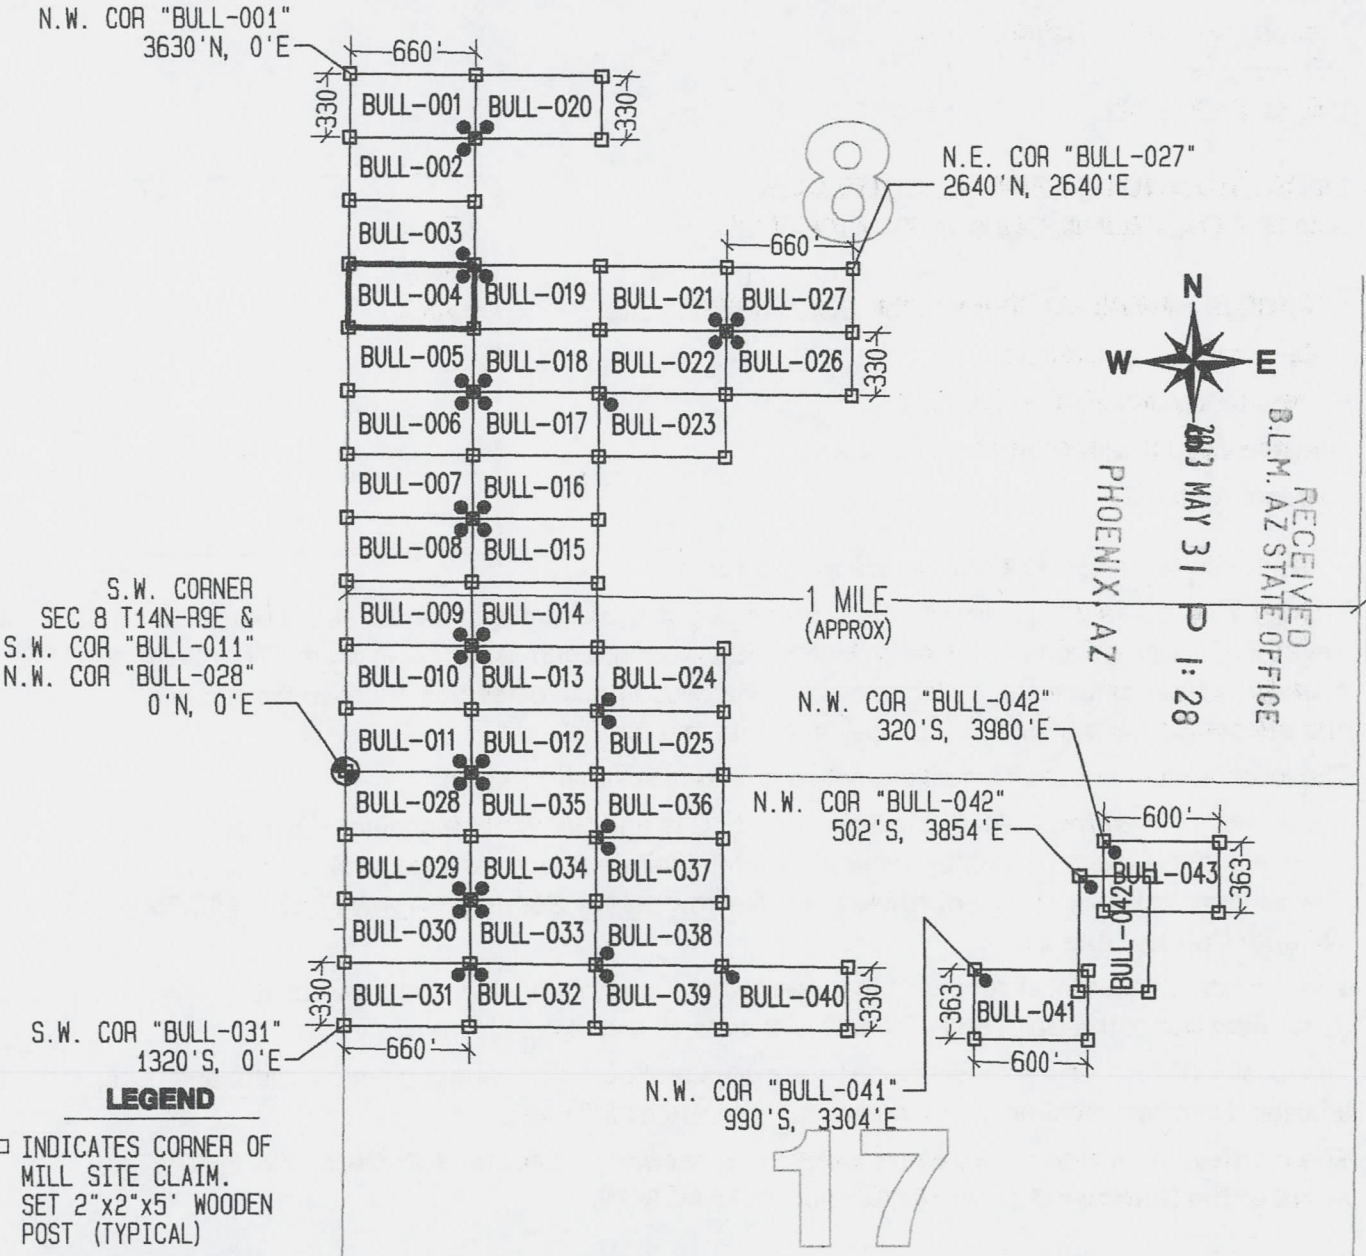 N.W. COR "BULL-001"
3630'N, 0'E
660'
330
BULL-001
BULL-020
330
BULL-002
BULL-003
8
N.E. COR "BULL-027"
2640'N, 2640'E
660'
BULL-004
BULL-019
BULL-021
BULL-027
N
W
E
BULL-005
BULL-018
BULL-022
BULL-026
330
BULL-006
BULL-017
BULL-023
BULL-007
BULL-016
BULL-008
BULL-015
RECEIVED
B.L.M. AZ STATE OFFICE
2013 MAY 31 P 1:28
PHOENIX AZ
S.W. CORNER
SEC 8 T14N-R9E &
S.W. COR "BULL-011"
N.W. COR "BULL-028"
0'N, 0'E
1 MILE
(APPROX)
BULL-009
BULL-014
BULL-010
BULL-013
BULL-024
BULL-011
BULL-012
BULL-025
N.W. COR "BULL-042"
320'S, 3980'E
BULL-028
BULL-035
BULL-036
N.W. COR "BULL-042"
502'S, 3854'E
600'
BULL-029
BULL-034
BULL-037
BULL-043
363
BULL-042
BULL-030
BULL-033
BULL-038
330
BULL-031
BULL-032
BULL-039
BULL-040
330
363
BULL-041
600'
S.W. COR "BULL-031"
1320'S, 0'E
660'
N.W. COR "BULL-041"
990'S, 3304'E
17
LEGEND
INDICATES CORNER OF
MILL SITE CLAIM.
SET 2"x2"x5' WOODEN
POST (TYPICAL)